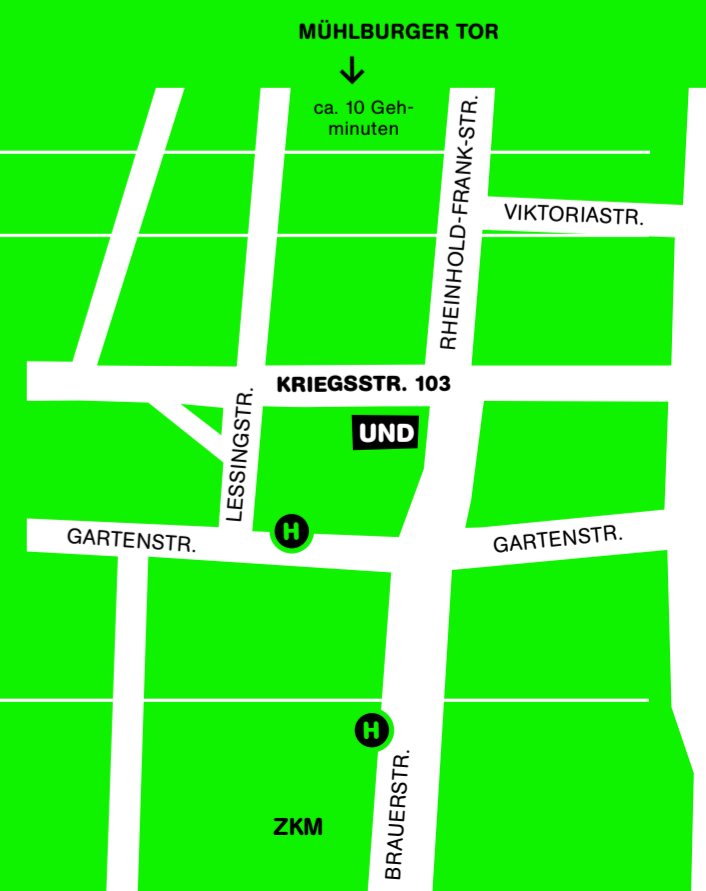 MÜHLBURGER TOR
↓
ca. 10 Geh-
minuten
RHEINHOLD-FRANK-STR.
VIKTORIASTR.
KRIEGSSTR. 103
LESSINGSTR.
UND
H
GARTENSTR.
GARTENSTR.
H
BRAUERSTR.
ZKM